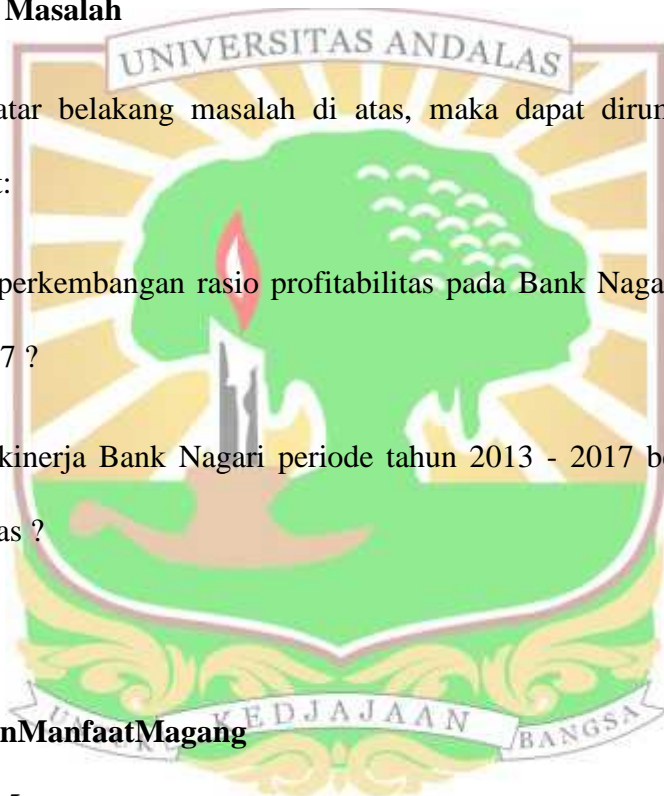 Masalah
UNIVERSITAS ANDALAS
atar belakang masalah di atas, maka dapat dirun
t:
perkembangan rasio profitabilitas pada Bank Naga
7 ?
kinerja Bank Nagari periode tahun 2013 - 2017 be
as ?
UNTUK KEDJAJAAN BANGSA
nManfaatMagang